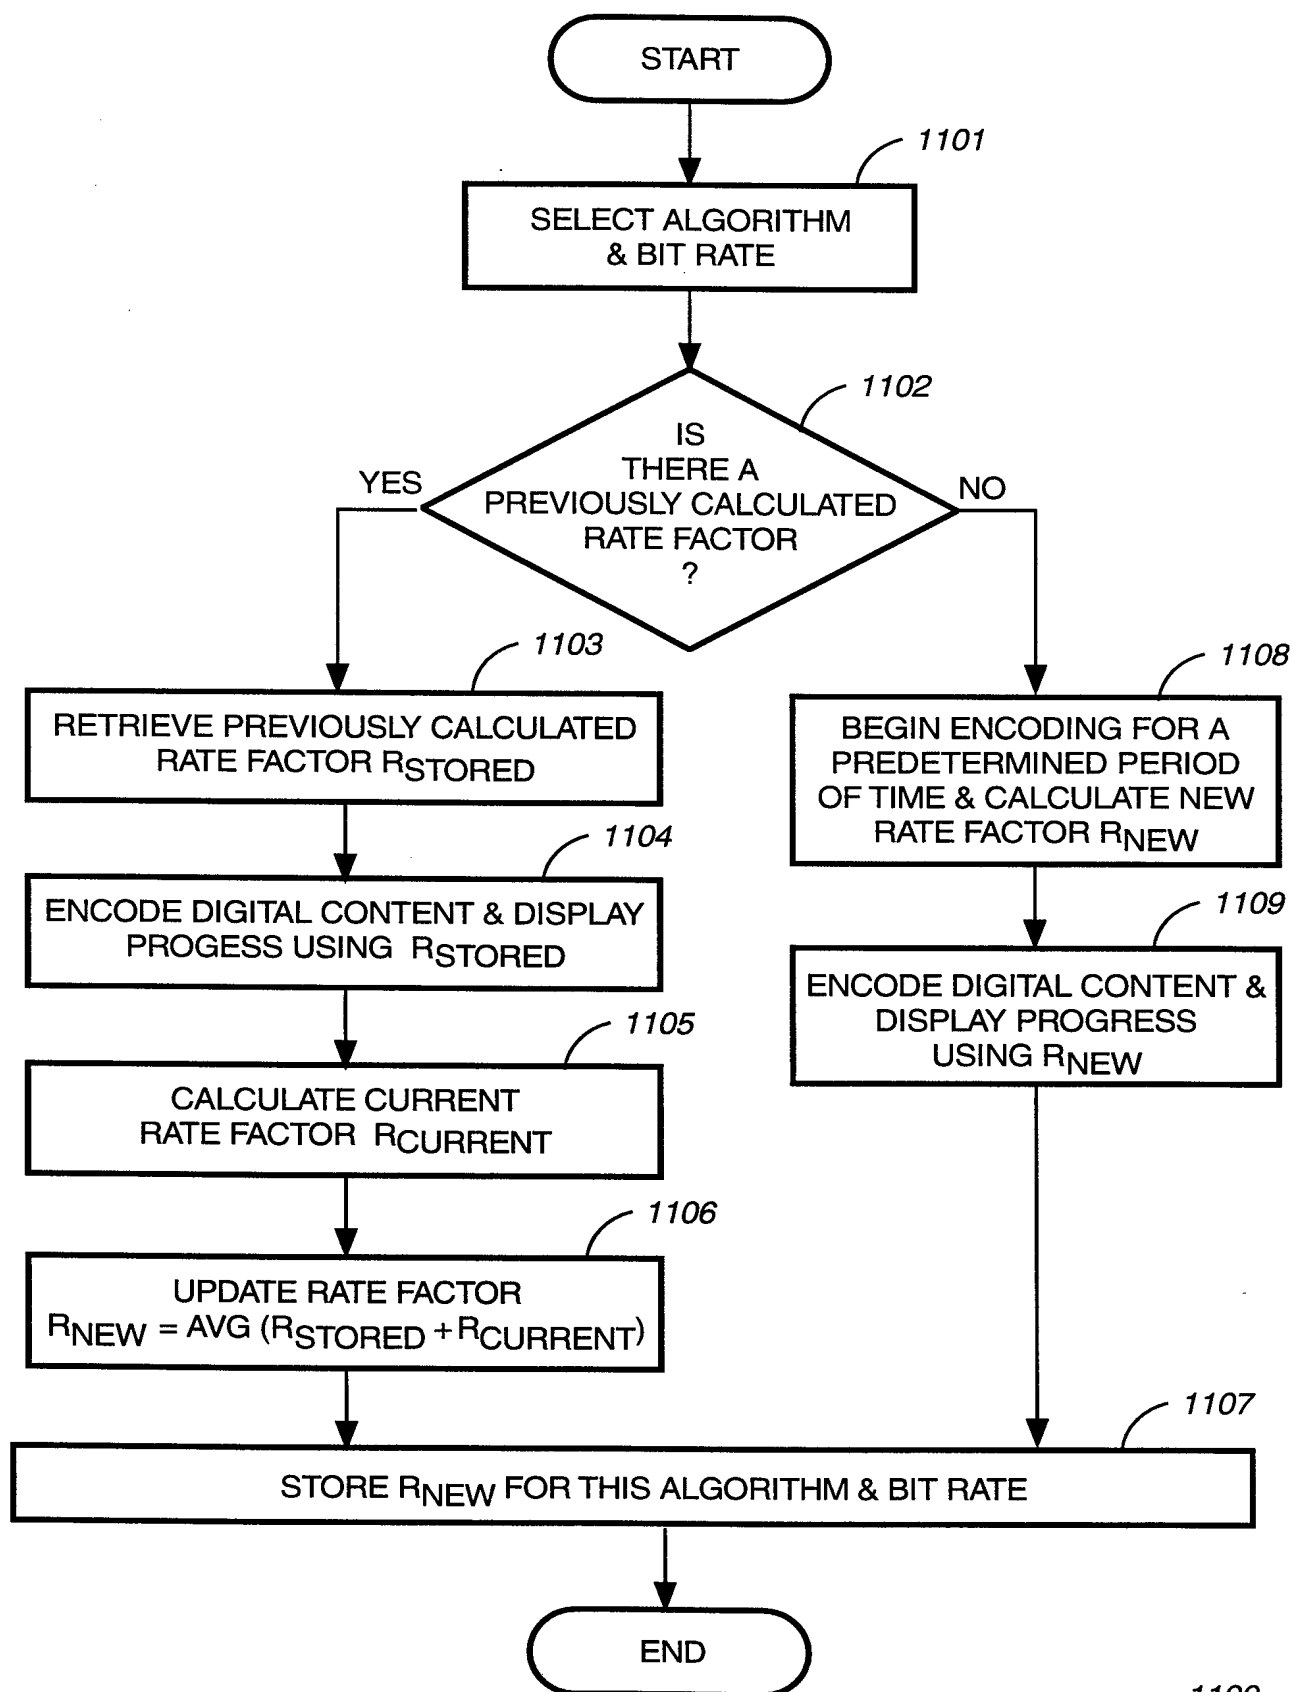 START
1101
SELECT ALGORITHM
& BIT RATE
1102
IS
THERE A
PREVIOUSLY CALCULATED
RATE FACTOR
?
YES
NO
1103
RETRIEVE PREVIOUSLY CALCULATED
RATE FACTOR RSTORED
1104
ENCODE DIGITAL CONTENT & DISPLAY
PROGESS USING RSTORED
1105
CALCULATE CURRENT
RATE FACTOR RCURRENT
1106
UPDATE RATE FACTOR
RNEW = AVG (RSTORED + RCURRENT)
1108
BEGIN ENCODING FOR A
PREDETERMINED PERIOD
OF TIME & CALCULATE NEW
RATE FACTOR RNEW
1109
ENCODE DIGITAL CONTENT &
DISPLAY PROGRESS
USING RNEW
1107
STORE RNEW FOR THIS ALGORITHM & BIT RATE
END